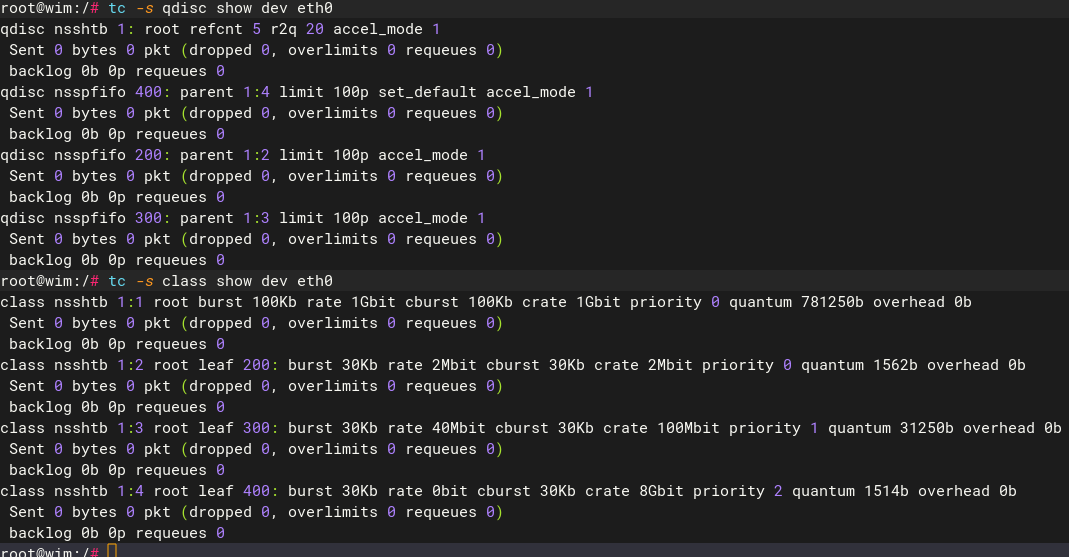 root@wim:/# tc -s qdisc show dev eth0
qdisc nsshtb 1: root refcnt 5 r2q 20 accel_mode 1
 Sent 0 bytes 0 pkt (dropped 0, overlimits 0 requeues 0)
 backlog 0b 0p requeues 0
qdisc nsspfifo 400: parent 1:4 limit 100p set_default accel_mode 1
 Sent 0 bytes 0 pkt (dropped 0, overlimits 0 requeues 0)
 backlog 0b 0p requeues 0
qdisc nsspfifo 200: parent 1:2 limit 100p accel_mode 1
 Sent 0 bytes 0 pkt (dropped 0, overlimits 0 requeues 0)
 backlog 0b 0p requeues 0
qdisc nsspfifo 300: parent 1:3 limit 100p accel_mode 1
 Sent 0 bytes 0 pkt (dropped 0, overlimits 0 requeues 0)
 backlog 0b 0p requeues 0
root@wim:/# tc -s class show dev eth0
class nsshtb 1:1 root burst 100Kb rate 1Gbit cburst 100Kb crate 1Gbit priority 0 quantum 781250b overhead 0b
 Sent 0 bytes 0 pkt (dropped 0, overlimits 0 requeues 0)
 backlog 0b 0p requeues 0
class nsshtb 1:2 root leaf 200: burst 30Kb rate 2Mbit cburst 30Kb crate 2Mbit priority 0 quantum 1562b overhead 0b
 Sent 0 bytes 0 pkt (dropped 0, overlimits 0 requeues 0)
 backlog 0b 0p requeues 0
class nsshtb 1:3 root leaf 300: burst 30Kb rate 40Mbit cburst 30Kb crate 100Mbit priority 1 quantum 31250b overhead 0b
 Sent 0 bytes 0 pkt (dropped 0, overlimits 0 requeues 0)
 backlog 0b 0p requeues 0
class nsshtb 1:4 root leaf 400: burst 30Kb rate 0bit cburst 30Kb crate 8Gbit priority 2 quantum 1514b overhead 0b
 Sent 0 bytes 0 pkt (dropped 0, overlimits 0 requeues 0)
 backlog 0b 0p requeues 0
root@wim:/#